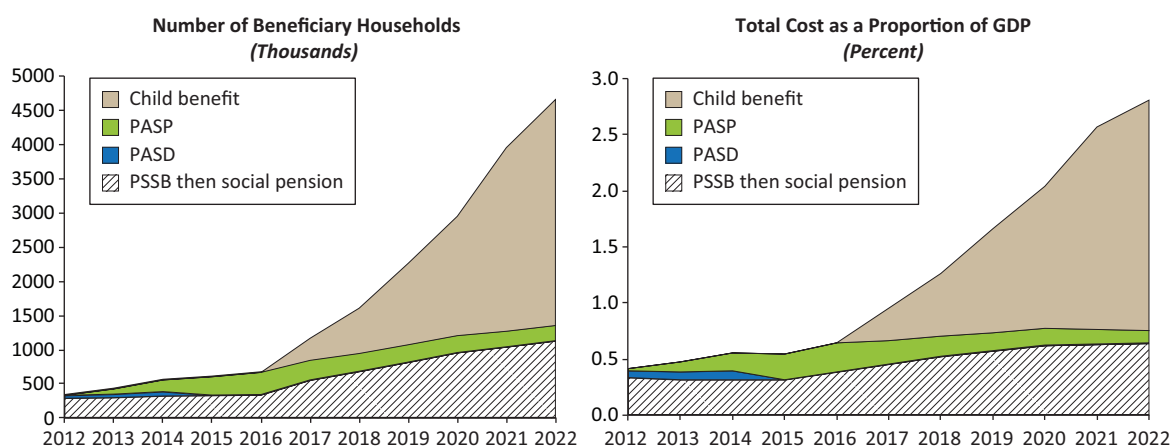 Number of Beneficiary Households
(Thousands)
5000
4500
4000
3500
3000
2500
2000
1500
1000
500
0
Child benefit
PASP
PASD
PSSB then social pension
2012 2013 2014 2015 2016 2017 2018 2019 2020 2021 2022
Total Cost as a Proportion of GDP
(Percent)
3.0
2.5
2.0
1.5
1.0
0.5
0.0
Child benefit
PASP
PASD
PSSB then social pension
2012 2013 2014 2015 2016 2017 2018 2019 2020 2021 2022